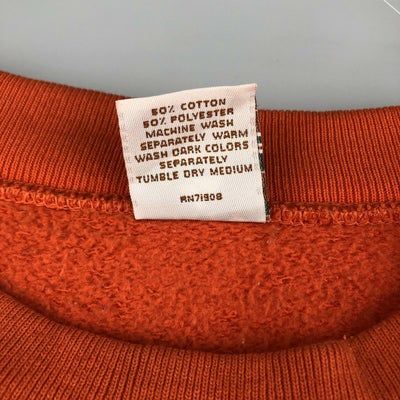 50% COTTON
50% POLYESTER
MACHINE WASH
SEPARATELY WARM
WASH DARK COLORS
SEPARATELY
TUMBLE DRY MEDIUM
RN71908